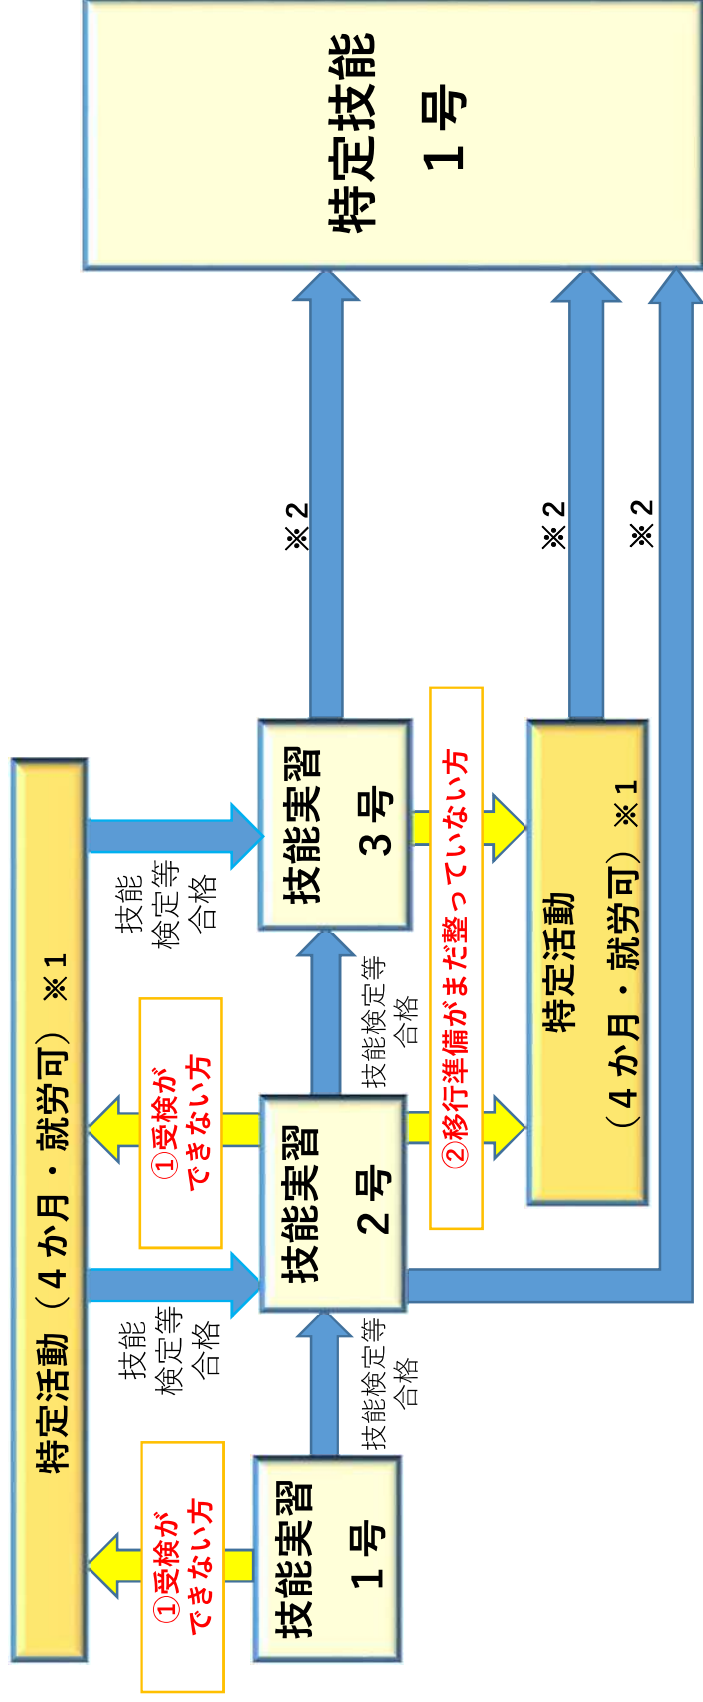 特定活動（４か月・就労可）※１
①受検が
できない方
技能
検定等
合格
①受検が
できない方
技能
検定等
合格
技能実習
１号
技能検定等
合格
技能実習
２号
技能検定等
合格
技能実習
３号
※２
特定技能
１号
②移行準備がまだ整っていない方
特定活動
（４か月・就労可）※１
※２
※２